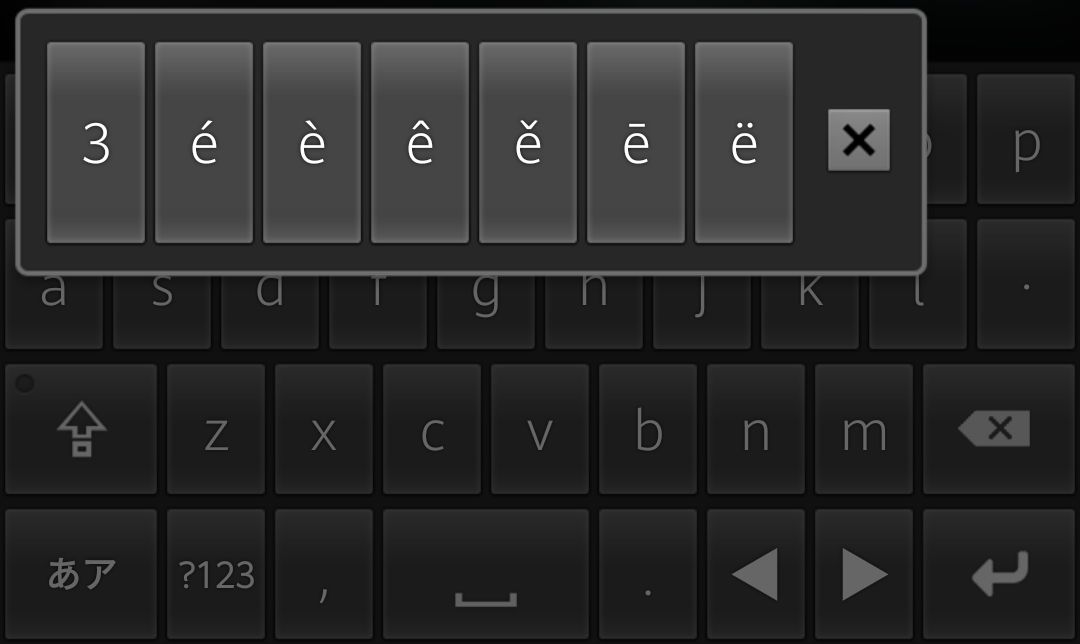 3 é è ê ě ē ë
p
a s d f g h j k l ·
z x c v b n m
あア ?123 , .